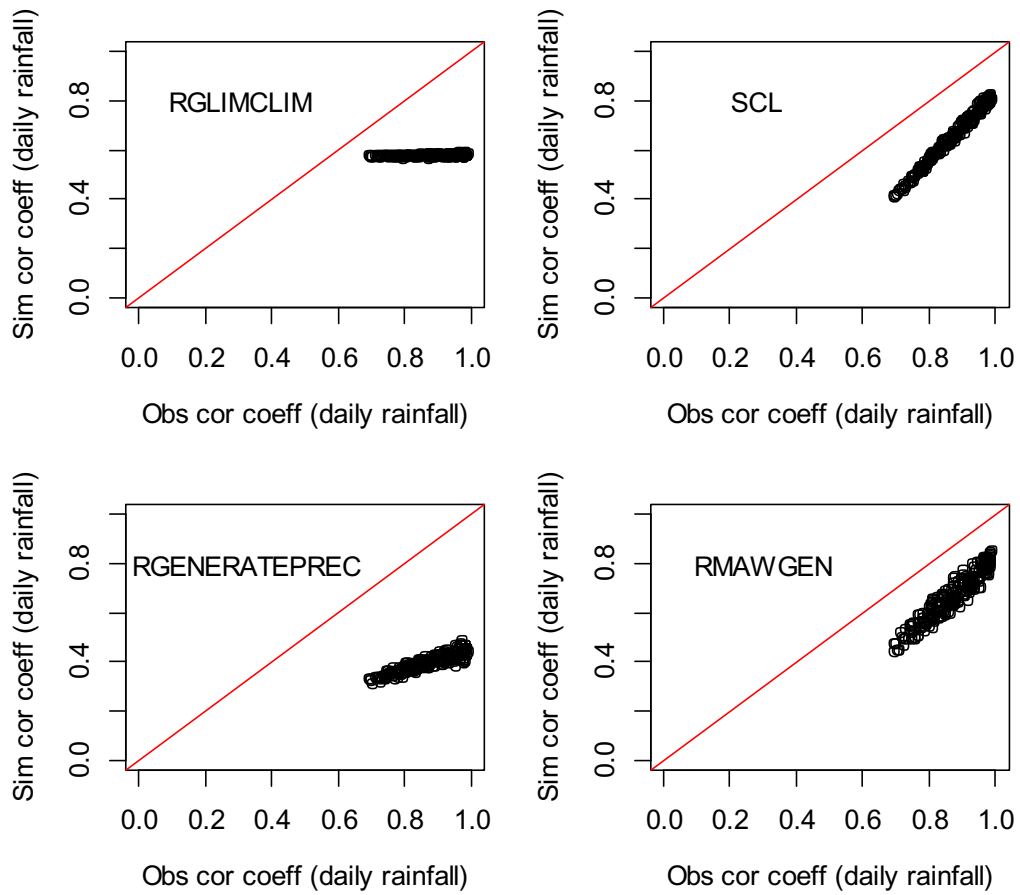 RGLIMCLIM
Sim cor coeff (daily rainfall)
0.0 0.4 0.8
0.0 0.2 0.4 0.6 0.8 1.0
Obs cor coeff (daily rainfall)
SCL
Sim cor coeff (daily rainfall)
0.0 0.4 0.8
0.0 0.2 0.4 0.6 0.8 1.0
Obs cor coeff (daily rainfall)
RGENERATEPREC
Sim cor coeff (daily rainfall)
0.0 0.4 0.8
0.0 0.2 0.4 0.6 0.8 1.0
Obs cor coeff (daily rainfall)
RMAWGEN
Sim cor coeff (daily rainfall)
0.0 0.4 0.8
0.0 0.2 0.4 0.6 0.8 1.0
Obs cor coeff (daily rainfall)